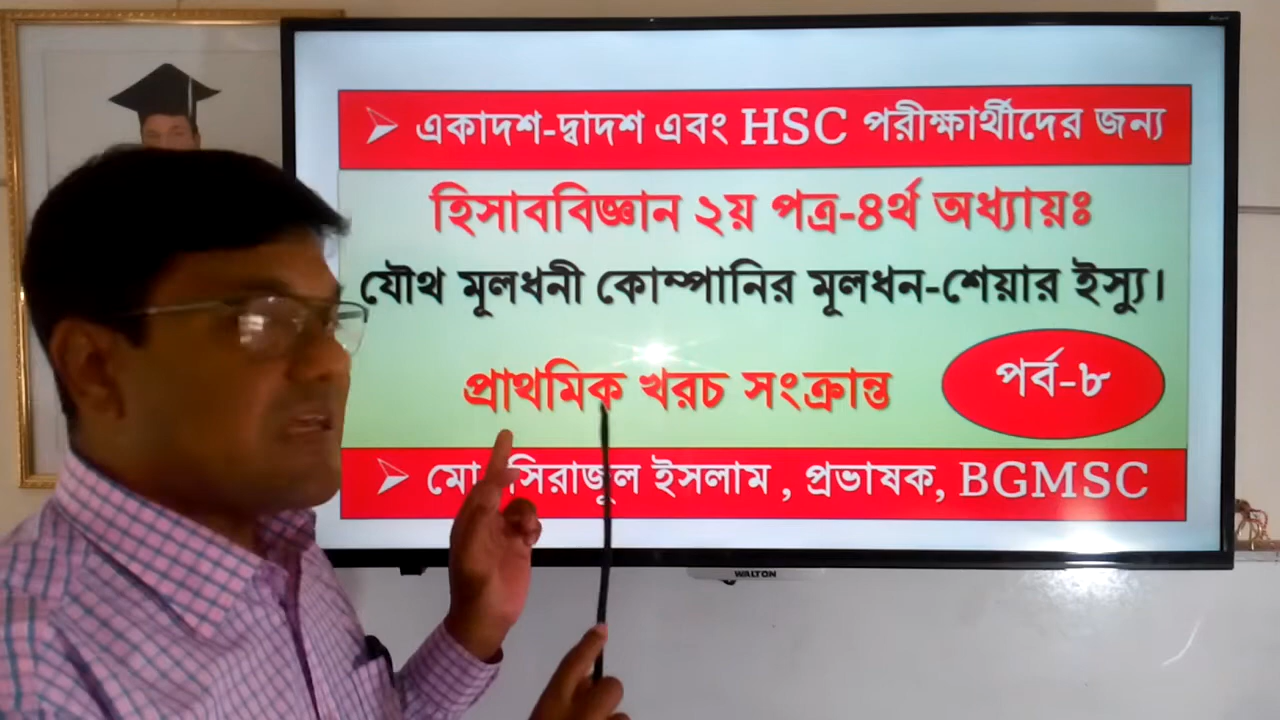 একাদশ-দ্বাদশ এবং HSC পরীক্ষার্থীদের জন্য
হিসাববিজ্ঞান ২য় পত্র-৪র্থ অধ্যায়ঃ
যৌথ মূলধনী কোম্পানির মূলধন-শেয়ার ইস্যু।
প্রাথমিক খরচ সংক্রান্ত
পর্ব-৮
সিরাজুল ইসলাম , প্রভাষক, BGMSC
WALTON